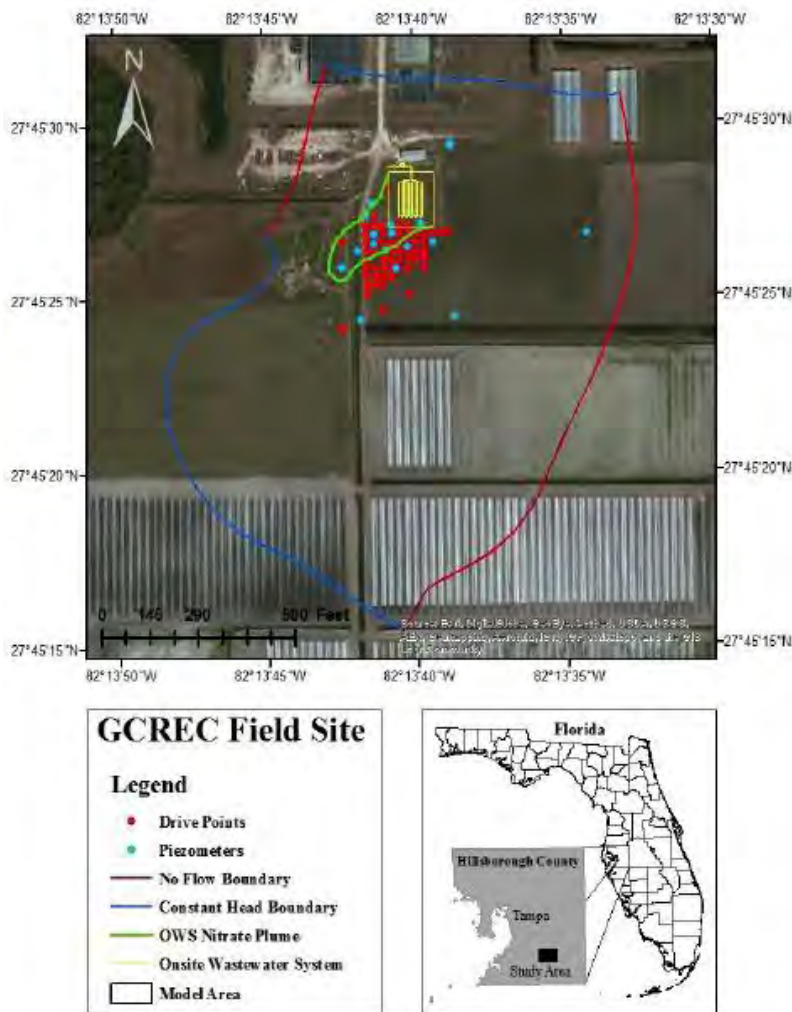 82°13'50"W 82°13'45"W 82°13'40"W 82°13'35"W 82°13'30"W
N
27°45'30"N 27°45'30"N
27°45'25"N 27°45'25"N
27°45'20"N 27°45'20"N
0 145 290 580 Feet
27°45'15"N 27°45'15"N
82°13'50"W 82°13'45"W 82°13'40"W 82°13'35"W
GCREC Field Site
Legend
Drive Points
Piezometers
No Flow Boundary
Constant Head Boundary
OWS Nitrate Plume
Onsite Wastewater System
Model Area
Florida
Hillsborough County
Tampa
Study Area